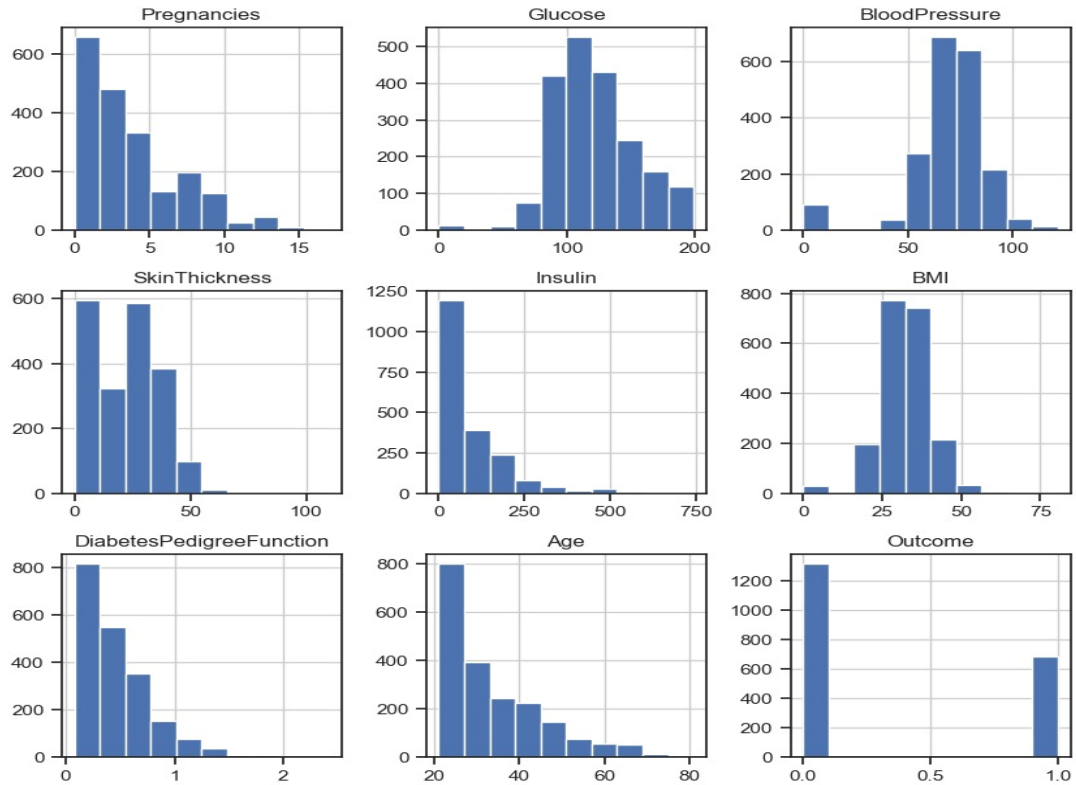 Pregnancies
600
400
200
0
0 5 10 15
Glucose
500
400
300
200
100
0
0 100 200
BloodPressure
600
400
200
0
0 50 100
SkinThickness
600
400
200
0
0 50 100
Insulin
1250
1000
750
500
250
0
0 250 500 750
BMI
800
600
400
200
0
0 25 50 75
DiabetesPedigreeFunction
800
600
400
200
0
0 1 2
Age
800
600
400
200
0
20 40 60 80
Outcome
1200
1000
800
600
400
200
0
0.0 0.5 1.0